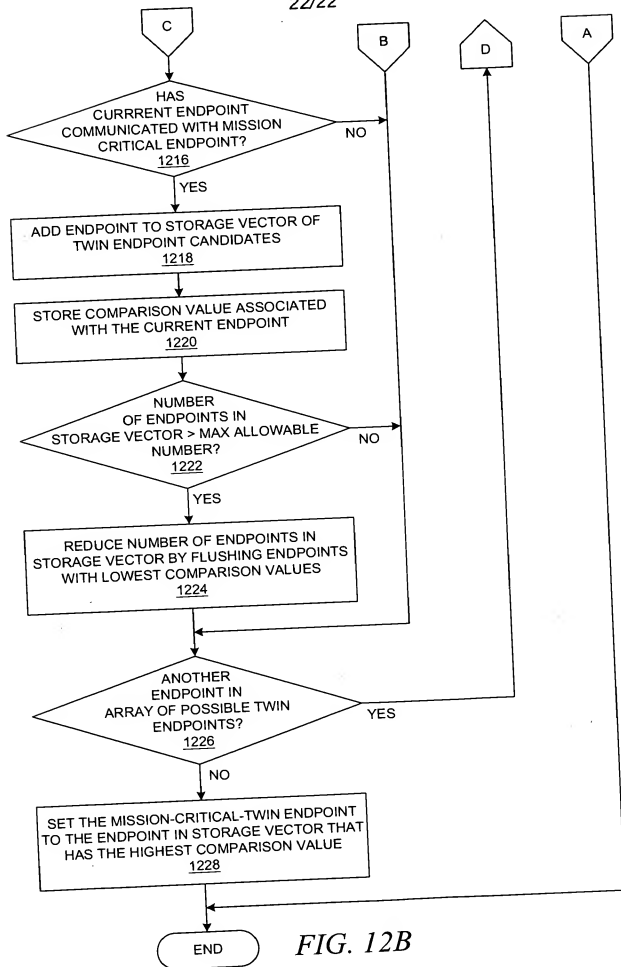 22/22
C
B
D
A
HAS
CURRRENT ENDPOINT
COMMUNICATED WITH MISSION
CRITICAL ENDPOINT?
1216
NO
YES
ADD ENDPOINT TO STORAGE VECTOR OF
TWIN ENDPOINT CANDIDATES
1218
STORE COMPARISON VALUE ASSOCIATED
WITH THE CURRENT ENDPOINT
1220
NUMBER
OF ENDPOINTS IN
STORAGE VECTOR > MAX ALLOWABLE
NUMBER?
1222
NO
YES
REDUCE NUMBER OF ENDPOINTS IN
STORAGE VECTOR BY FLUSHING ENDPOINTS
WITH LOWEST COMPARISON VALUES
1224
ANOTHER
ENDPOINT IN
ARRAY OF POSSIBLE TWIN
ENDPOINTS?
1226
YES
NO
SET THE MISSION-CRITICAL-TWIN ENDPOINT
TO THE ENDPOINT IN STORAGE VECTOR THAT
HAS THE HIGHEST COMPARISON VALUE
1228
END
FIG. 12B